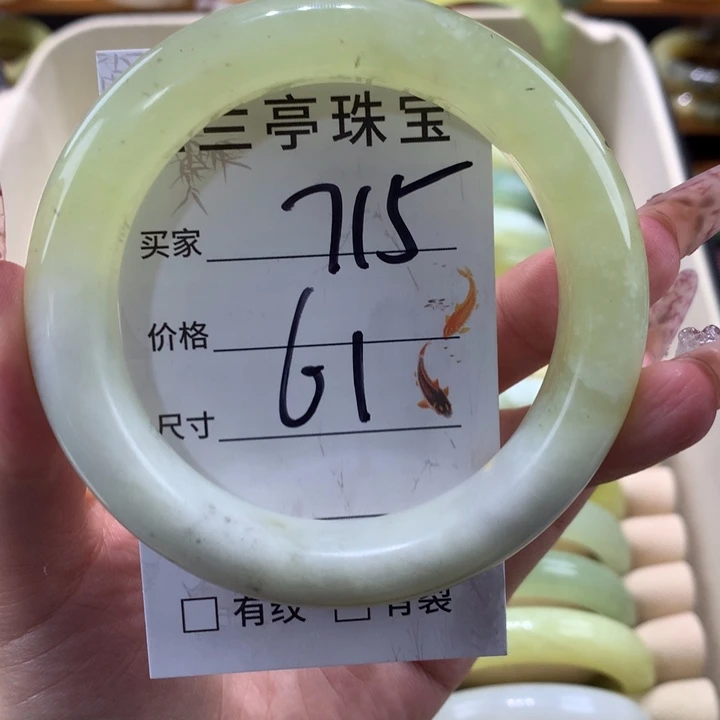 三亭珠宝
买家 715
价格
61
尺寸
有纹 有裂